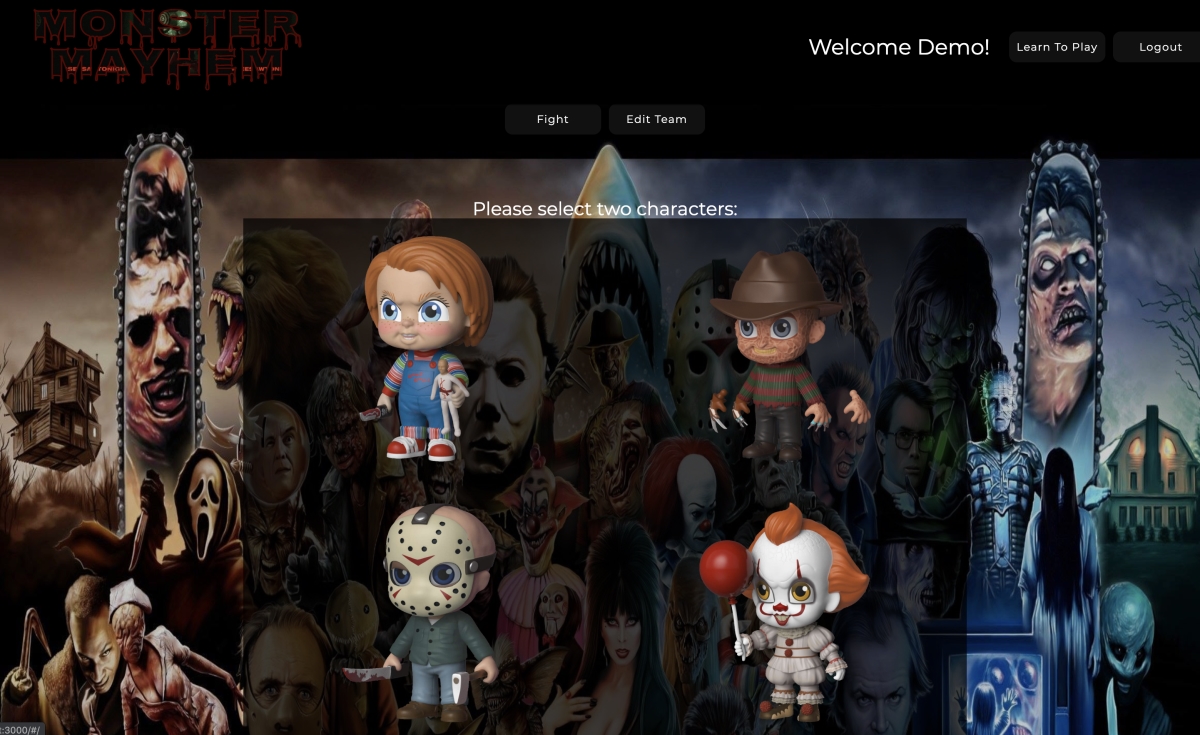 MONSTER
MAYHEM
Welcome Demo!
Learn To Play
Logout
Fight
Edit Team
Please select two characters:
:3000/#/